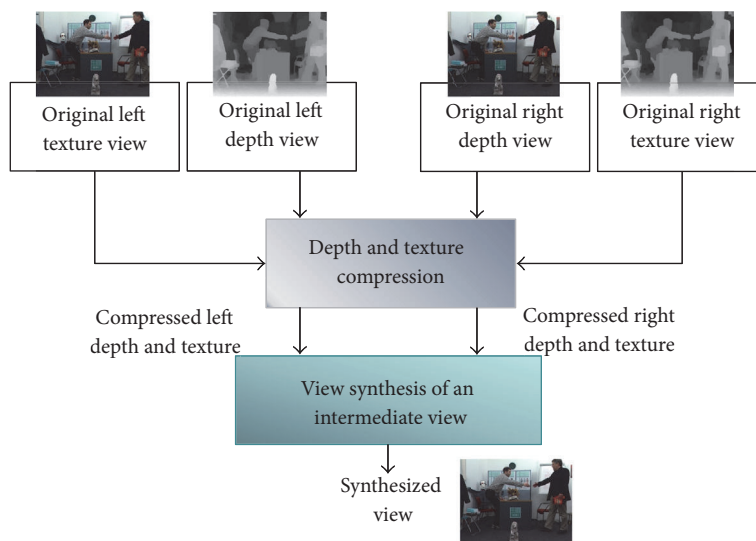 Original left
texture view
Original left
depth view
Original right
depth view
Original right
texture view
Depth and texture
compression
Compressed left
depth and texture
Compressed right
depth and texture
View synthesis of an
intermediate view
Synthesized
view